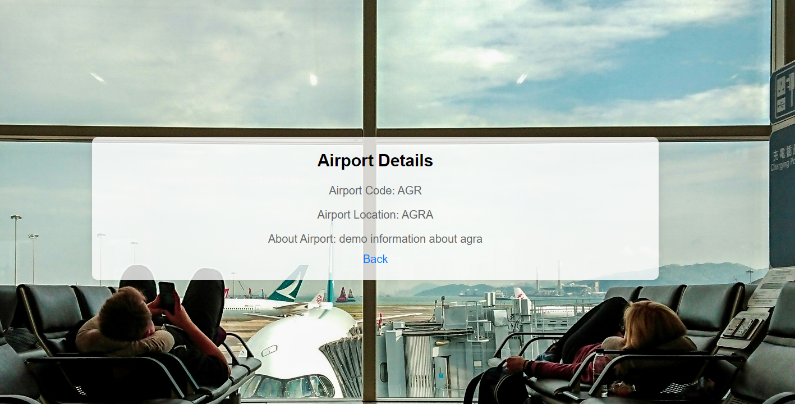 Airport Details
Airport Code: AGR
Airport Location: AGRA
About Airport: demo information about agra
Back